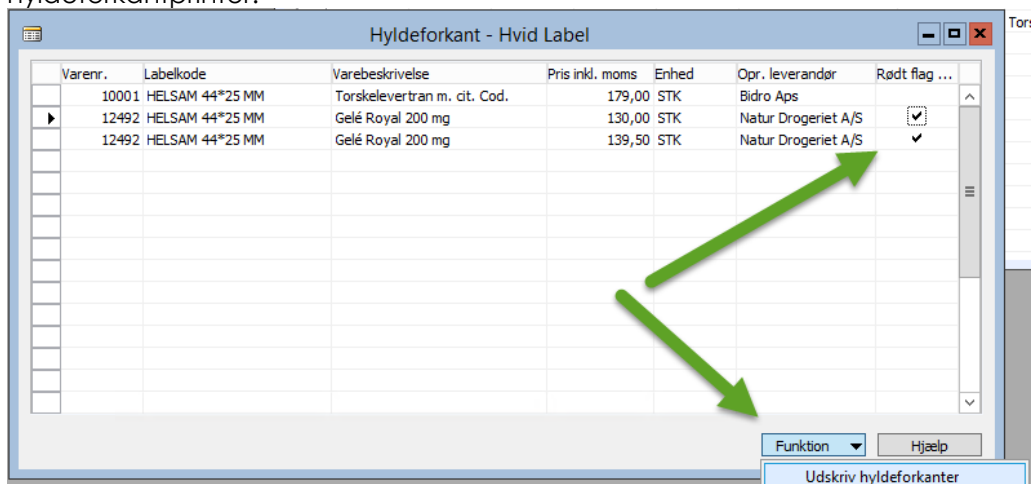 hyldeforkantprinter.
Hyldeforkant - Hvid Label
Tors
Varenr. Labelkode Varebeskrivelse Pris inkl. moms Enhed Opr. leverandør Rødt flag ...
10001 HELSAM 44*25 MM Torskelevertran m. cit. Cod. 179,00 STK Bidro Aps
12492 HELSAM 44*25 MM Gelé Royal 200 mg 130,00 STK Natur Drogeriet A/S
12492 HELSAM 44*25 MM Gelé Royal 200 mg 139,50 STK Natur Drogeriet A/S
Funktion Hjælp
Udskriv hyldeforkanter